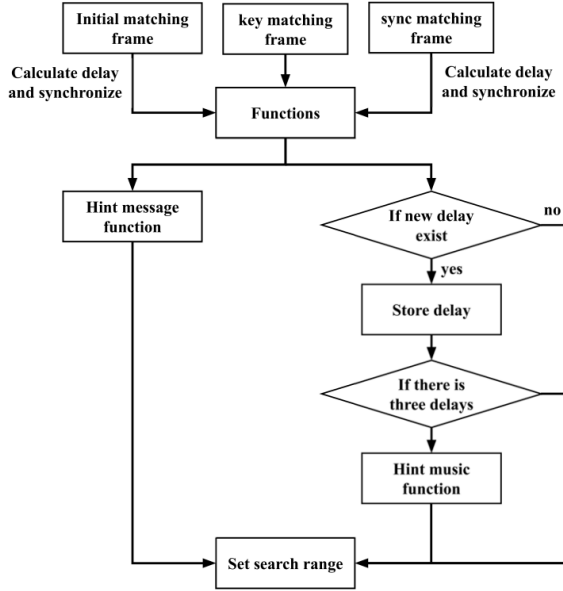 Initial matching
frame
key matching
frame
sync matching
frame
Calculate delay
and synchronize
Calculate delay
and synchronize
Functions
Hint message
function
If new delay
exist
no
yes
Store delay
If there is
three delays
Hint music
function
Set search range